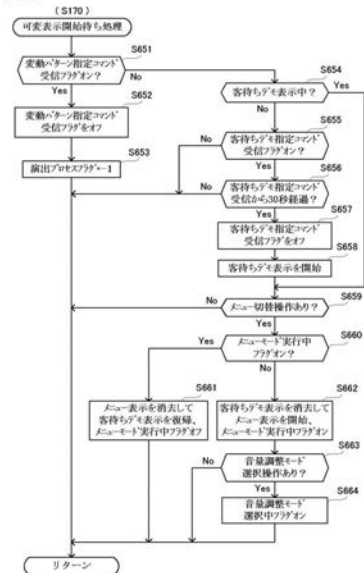 (S170)
可変表示開始待ち処理
S651
変動パターン指定コマンド
受信フラグオン?
No
Yes
S652
変動パターン指定コマンド
受信フラグをオフ
S653
演出プロセスフラグ←1
S654
客待ちデモ表示中?
Yes
No
S655
客待ちデモ指定コマンド
受信フラグオン?
No
Yes
S656
客待ちデモ指定コマンド
受信から30秒経過?
No
Yes
S657
客待ちデモ指定コマンド
受信フラグをオフ
S658
客待ちデモ表示を開始
S659
メニュー切替操作あり?
No
Yes
S660
メニューモード実行中
フラグオン?
Yes
No
S661
メニュー表示を消去して
客待ちデモ表示を復帰、
メニューモード実行中フラグオフ
S662
客待ちデモ表示を消去して
メニュー表示を開始、
メニューモード実行中フラグオン
S663
音量調整モード
選択操作あり?
No
Yes
S664
音量調整モード
選択中フラグオン
リターン